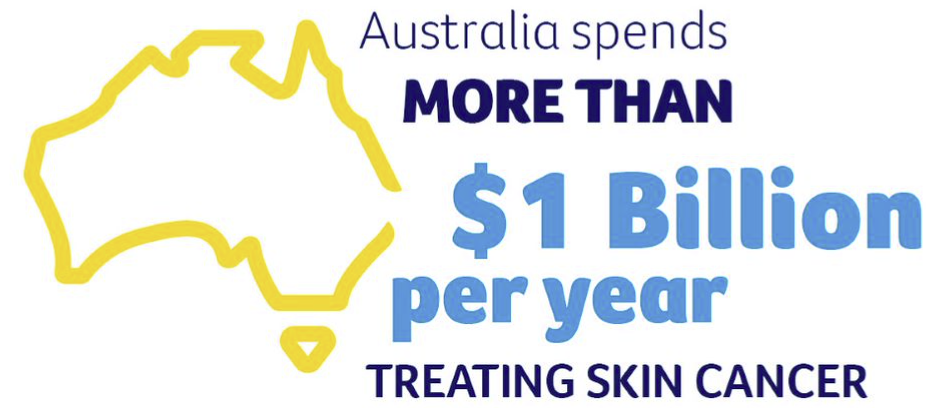 Australia spends
MORE THAN
$1 Billion
per year
TREATING SKIN CANCER